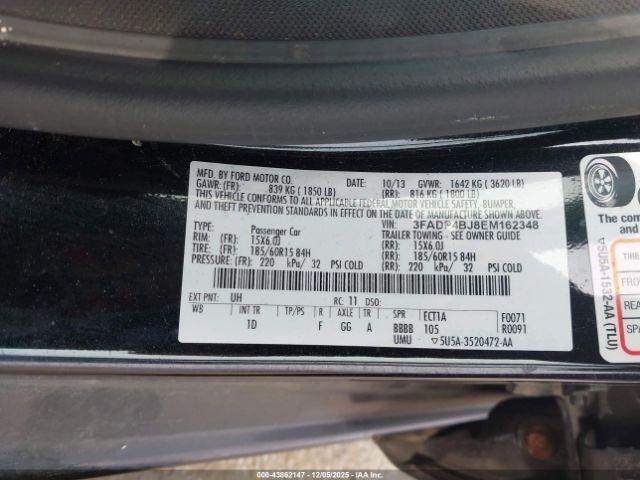 MFD. BY FORD MOTOR CO.
DATE: 10/13 GVWR: 1642 KG ( 3620 LB)
GAWR: (FR) 839 KG ( 1850 LB) (RR) 816 KG ( 1800 LB)
THIS VEHICLE CONFORMS TO ALL APPLICABLE FEDERAL MOTOR VEHICLE SAFETY, BUMPER,
AND THEFT PREVENTION STANDARDS IN EFFECT ON THE DATE OF MANUFACTURE SHOWN ABOVE.
VIN: 3FADP4BJ8EM162348
TYPE: Passenger Car TRAILER TOWING - SEE OWNER GUIDE
RIM: (FR) 15X6.0J (RR) 15X6.0J
TIRE: (FR) 185/60R15 84H (RR) 185/60R15 84H
PRESSURE: (FR) 220 kPa/ 32 PSI COLD (RR) 220 kPa/ 32 PSI COLD
EXT PNT: UH RC: 11 DSO:
WB INT TR TP/PS R AXLE TR SPR ECT1A F0071
1D F GG A BBBB 105 R0091
UMU ▽5U5A-3520472-AA
The com
▽5U5A-1532-AA (TLU)
TIRE
FRO
REA
SPA
000-43862147 - 12/05/2025 - IAAI.CA